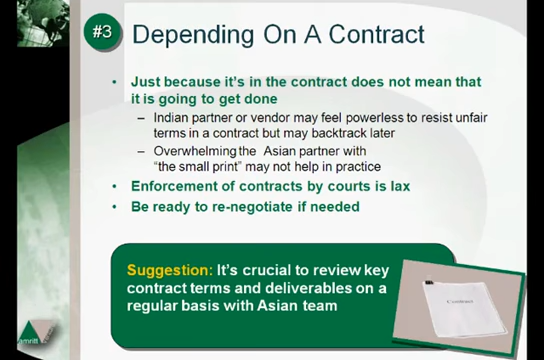 #3 Depending On A Contract
• Just because it's in the contract does not mean that
it is going to get done
– Indian partner or vendor may feel powerless to resist unfair
terms in a contract but may backtrack later
– Overwhelming the Asian partner with
"the small print" may not help in practice
• Enforcement of contracts by courts is lax
• Be ready to re-negotiate if needed
Suggestion: It's crucial to review key
contract terms and deliverables on a
regular basis with Asian team
Contract
amritt